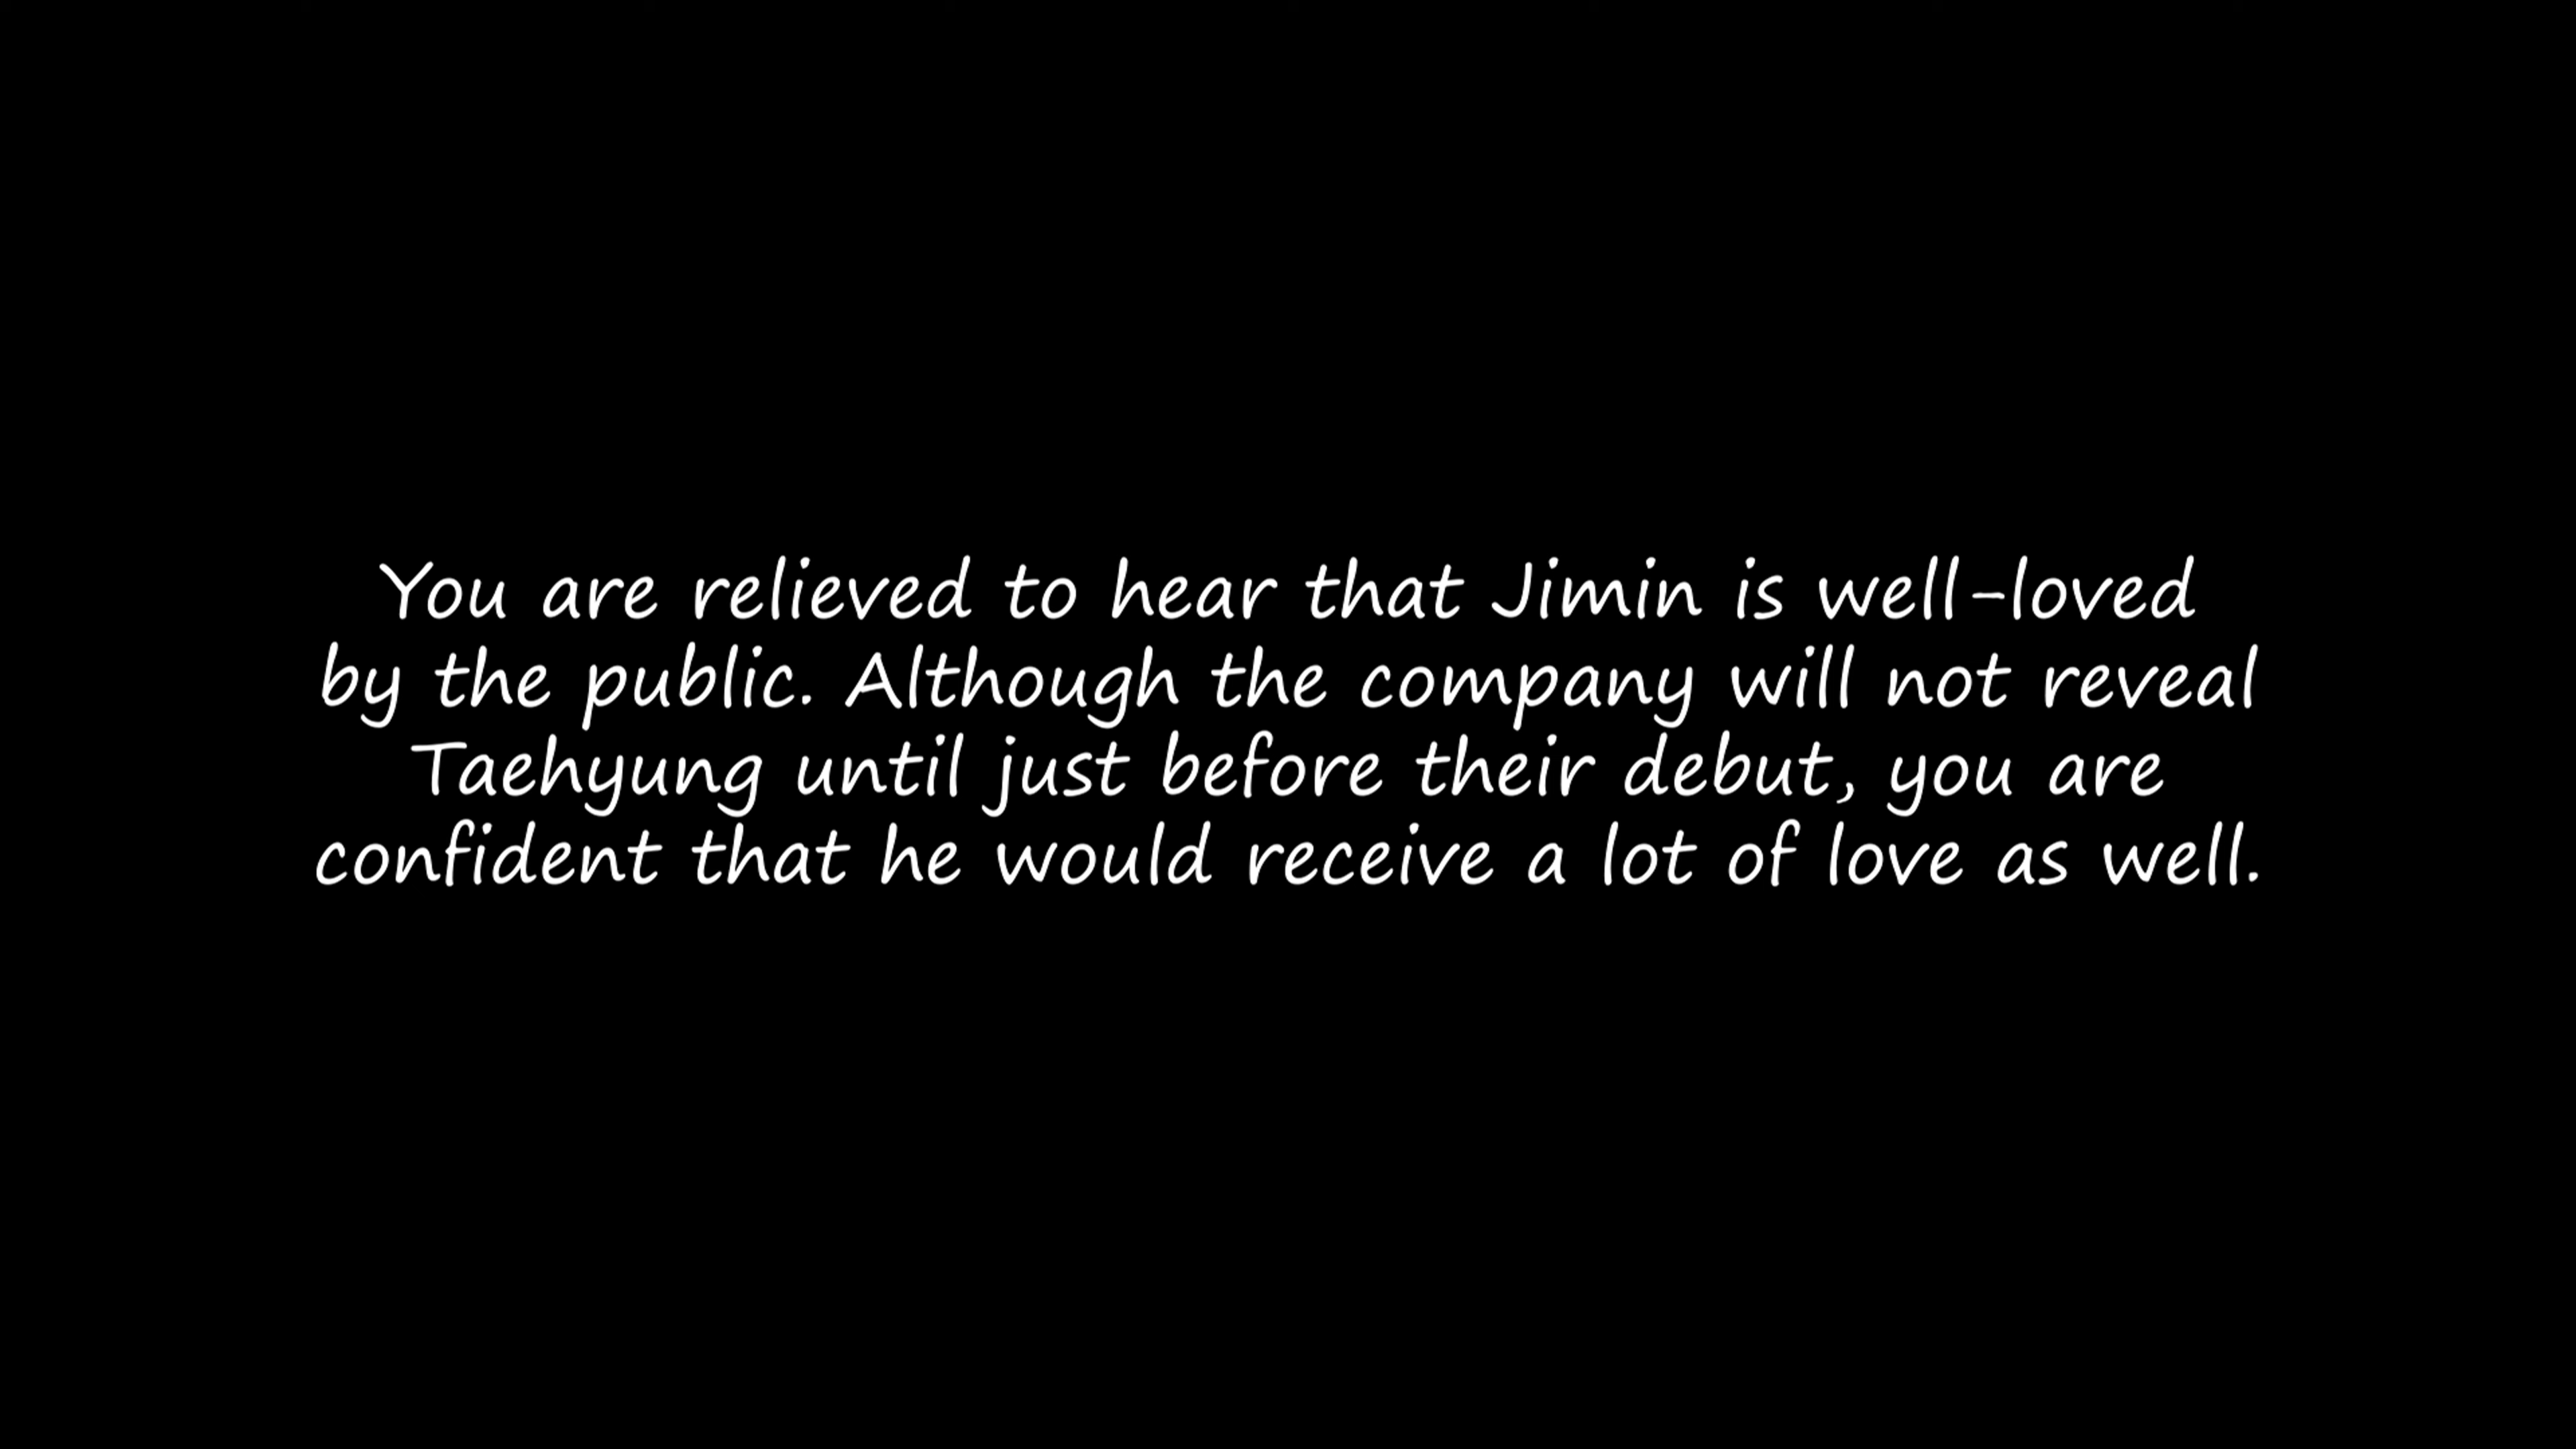 You are relieved to hear that Jimin is well-loved
by the public. Although the company will not reveal
Taehyung until just before their debut, you are
confident that he would receive a lot of love as well.